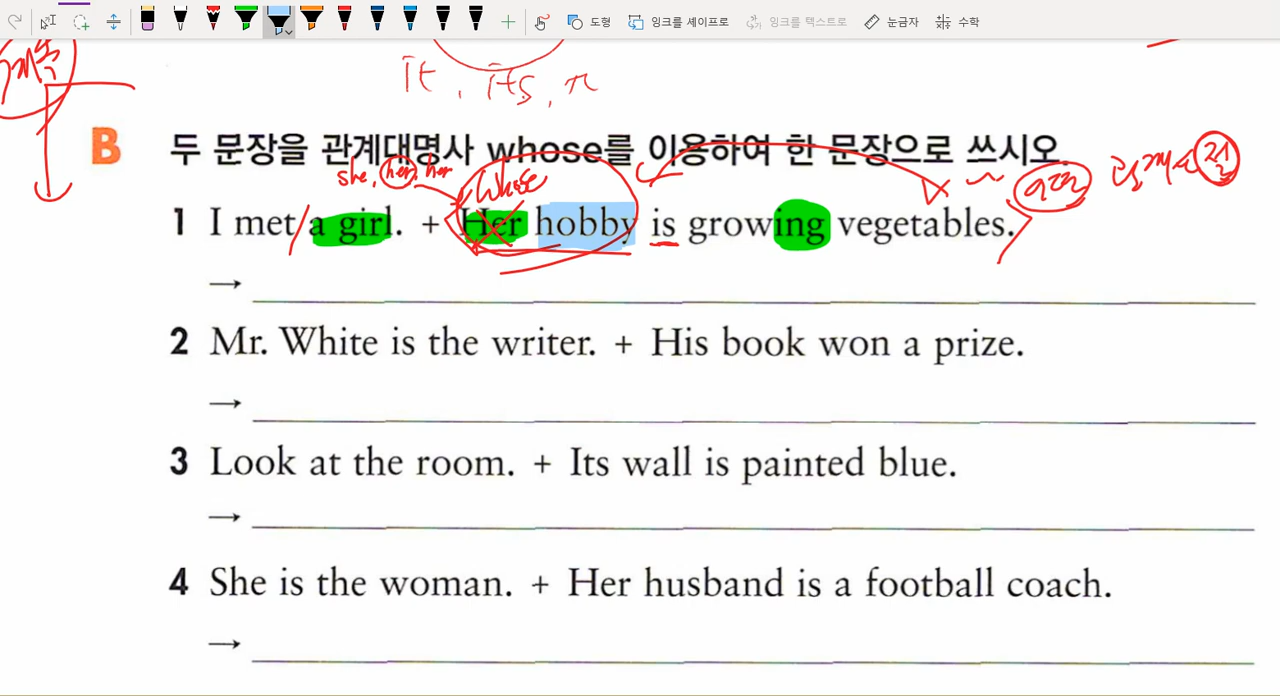 도형 잉크를 셰이프로 잉크를 텍스트로 눈금자 수학
it, its,
B 두 문장을 관계대명사 whose를 이용하여 한 문장으로 쓰시오.
she, her, her
whose
1 I met a girl. + Her hobby is growing vegetables.
→
2 Mr. White is the writer. + His book won a prize.
→
3 Look at the room. + Its wall is painted blue.
→
4 She is the woman. + Her husband is a football coach.
→